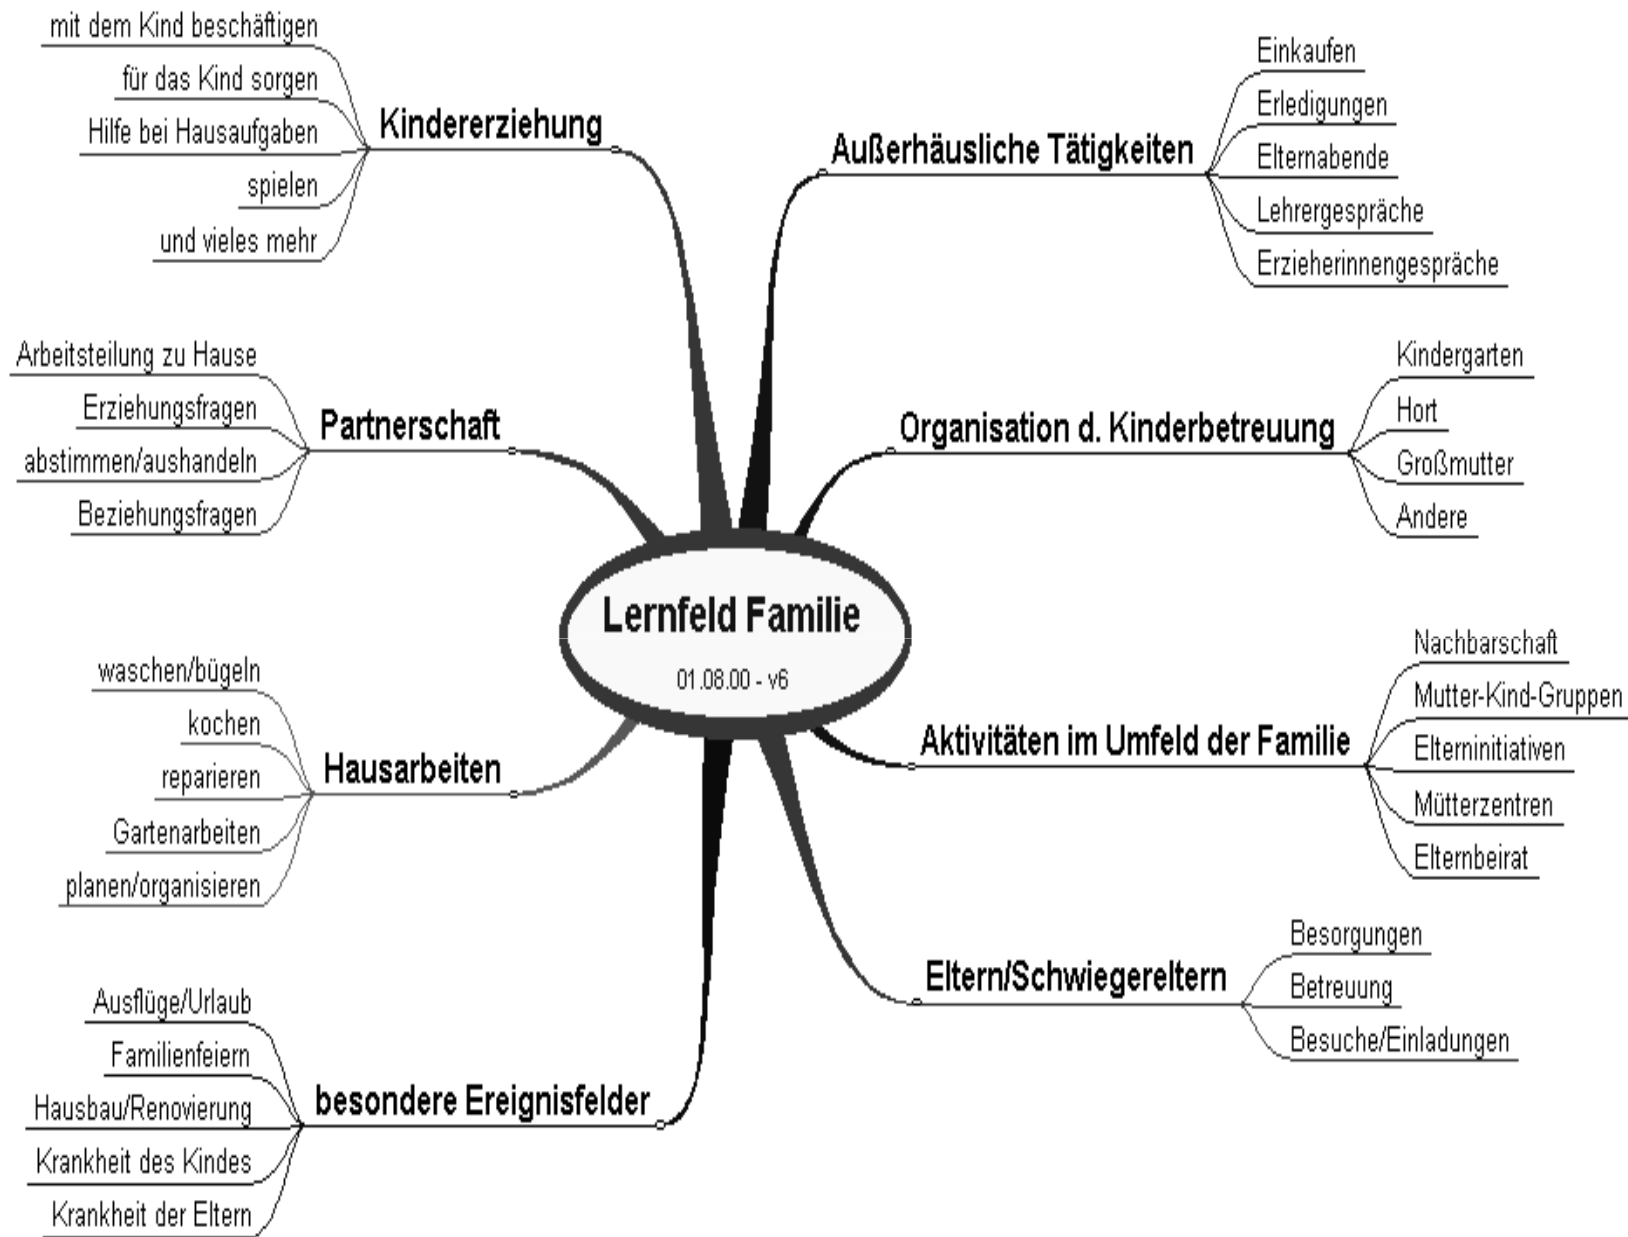 mit dem Kind beschäftigen
für das Kind sorgen
Hilfe bei Hausaufgaben
spielen
und vieles mehr
Kindererziehung
Außerhäusliche Tätigkeiten
Einkaufen
Erledigungen
Elternabende
Lehrergespräche
Erzieherinnengespräche
Arbeitsteilung zu Hause
Erziehungsfragen
abstimmen/aushandeln
Beziehungsfragen
Partnerschaft
Organisation d. Kinderbetreuung
Kindergarten
Hort
Großmutter
Andere
Lernfeld Familie
01.08.00 - v6
waschen/bügeln
kochen
reparieren
Gartenarbeiten
planen/organisieren
Hausarbeiten
Aktivitäten im Umfeld der Familie
Nachbarschaft
Mutter-Kind-Gruppen
Elterninitiativen
Mütterzentren
Elternbeirat
Eltern/Schwiegereltern
Besorgungen
Betreuung
Besuche/Einladungen
Ausflüge/Urlaub
Familienfeiern
Hausbau/Renovierung
Krankheit des Kindes
Krankheit der Eltern
besondere Ereignisfelder